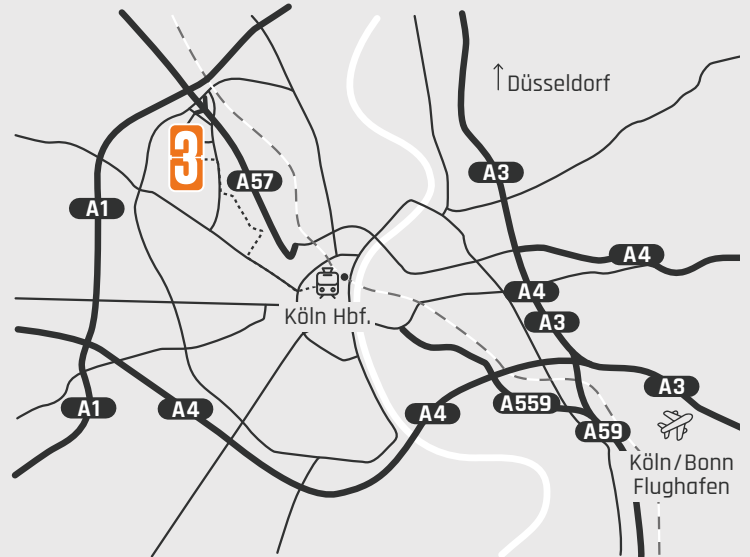 ↑ Düsseldorf
3
A57
A3
A1
A4
A4
A3
Köln Hbf.
A3
A1
A4
A4
A559
A59
Köln/Bonn
Flughafen